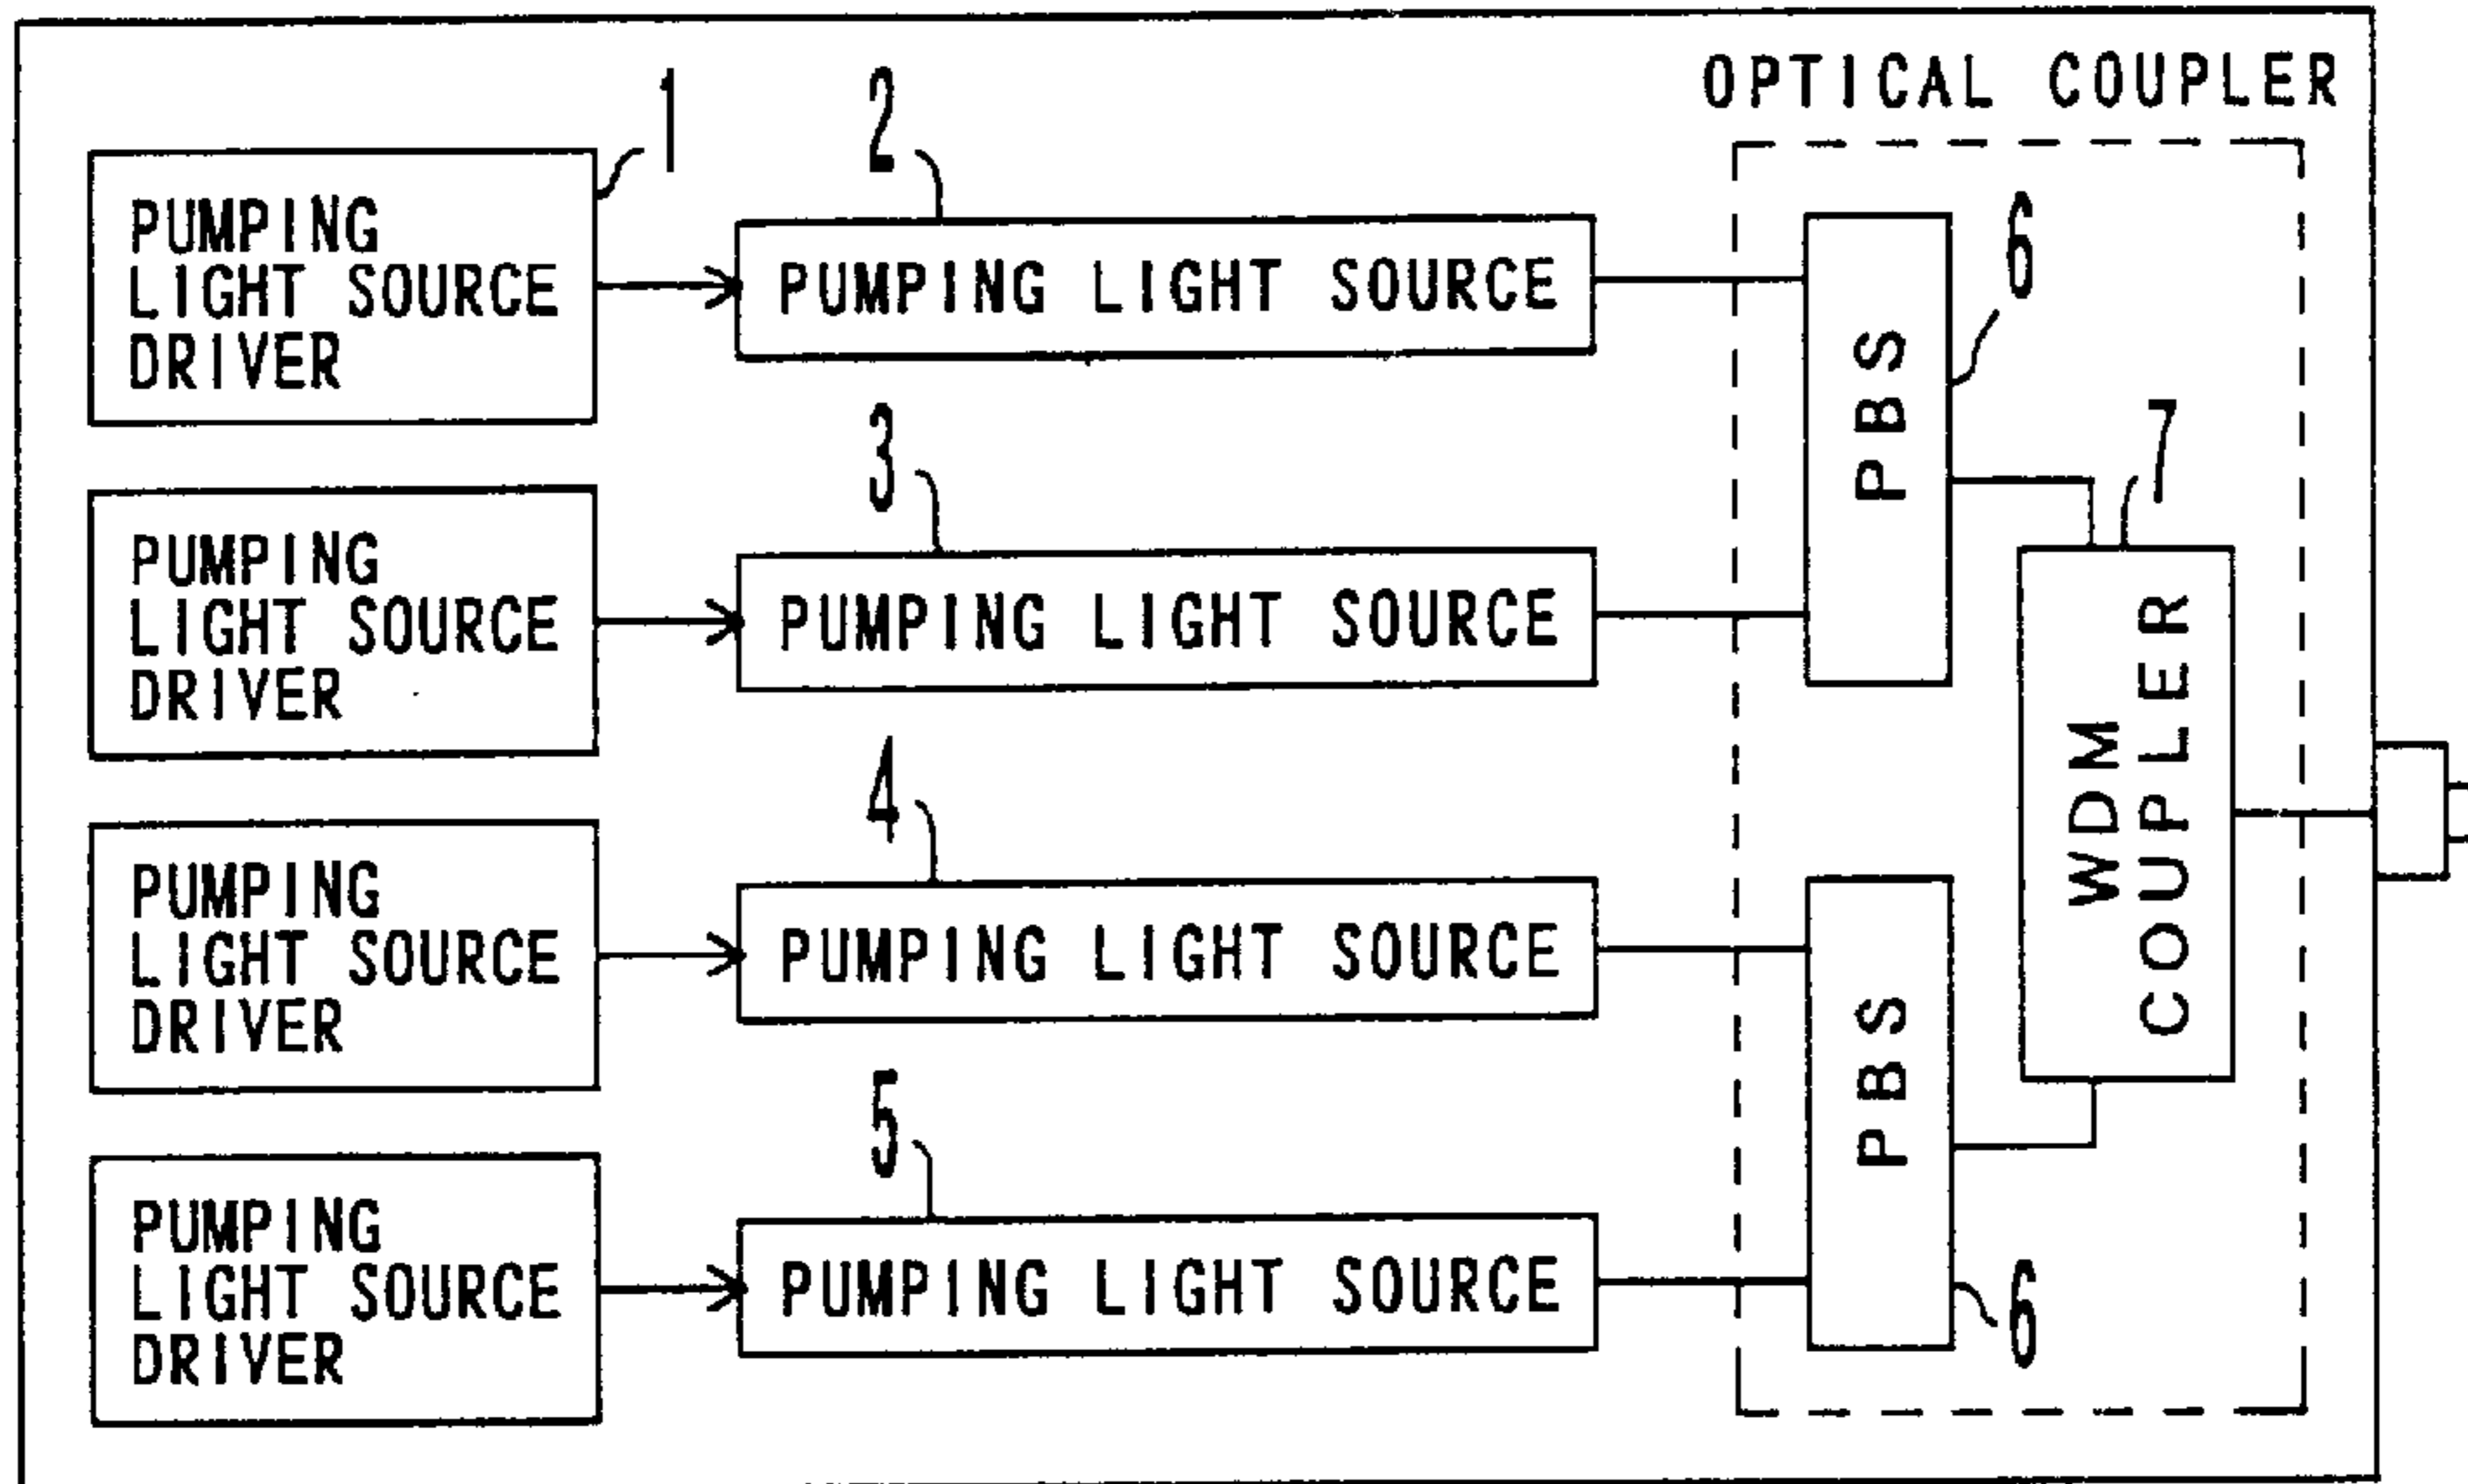 OPTICAL COUPLER
1
2
PUMPING
LIGHT SOURCE
DRIVER
PUMPING LIGHT SOURCE
6
PBS
3
7
PUMPING
LIGHT SOURCE
DRIVER
PUMPING LIGHT SOURCE
WDM
COUPLER
4
PUMPING
LIGHT SOURCE
DRIVER
PUMPING LIGHT SOURCE
PBS
5
PUMPING
LIGHT SOURCE
DRIVER
PUMPING LIGHT SOURCE
6